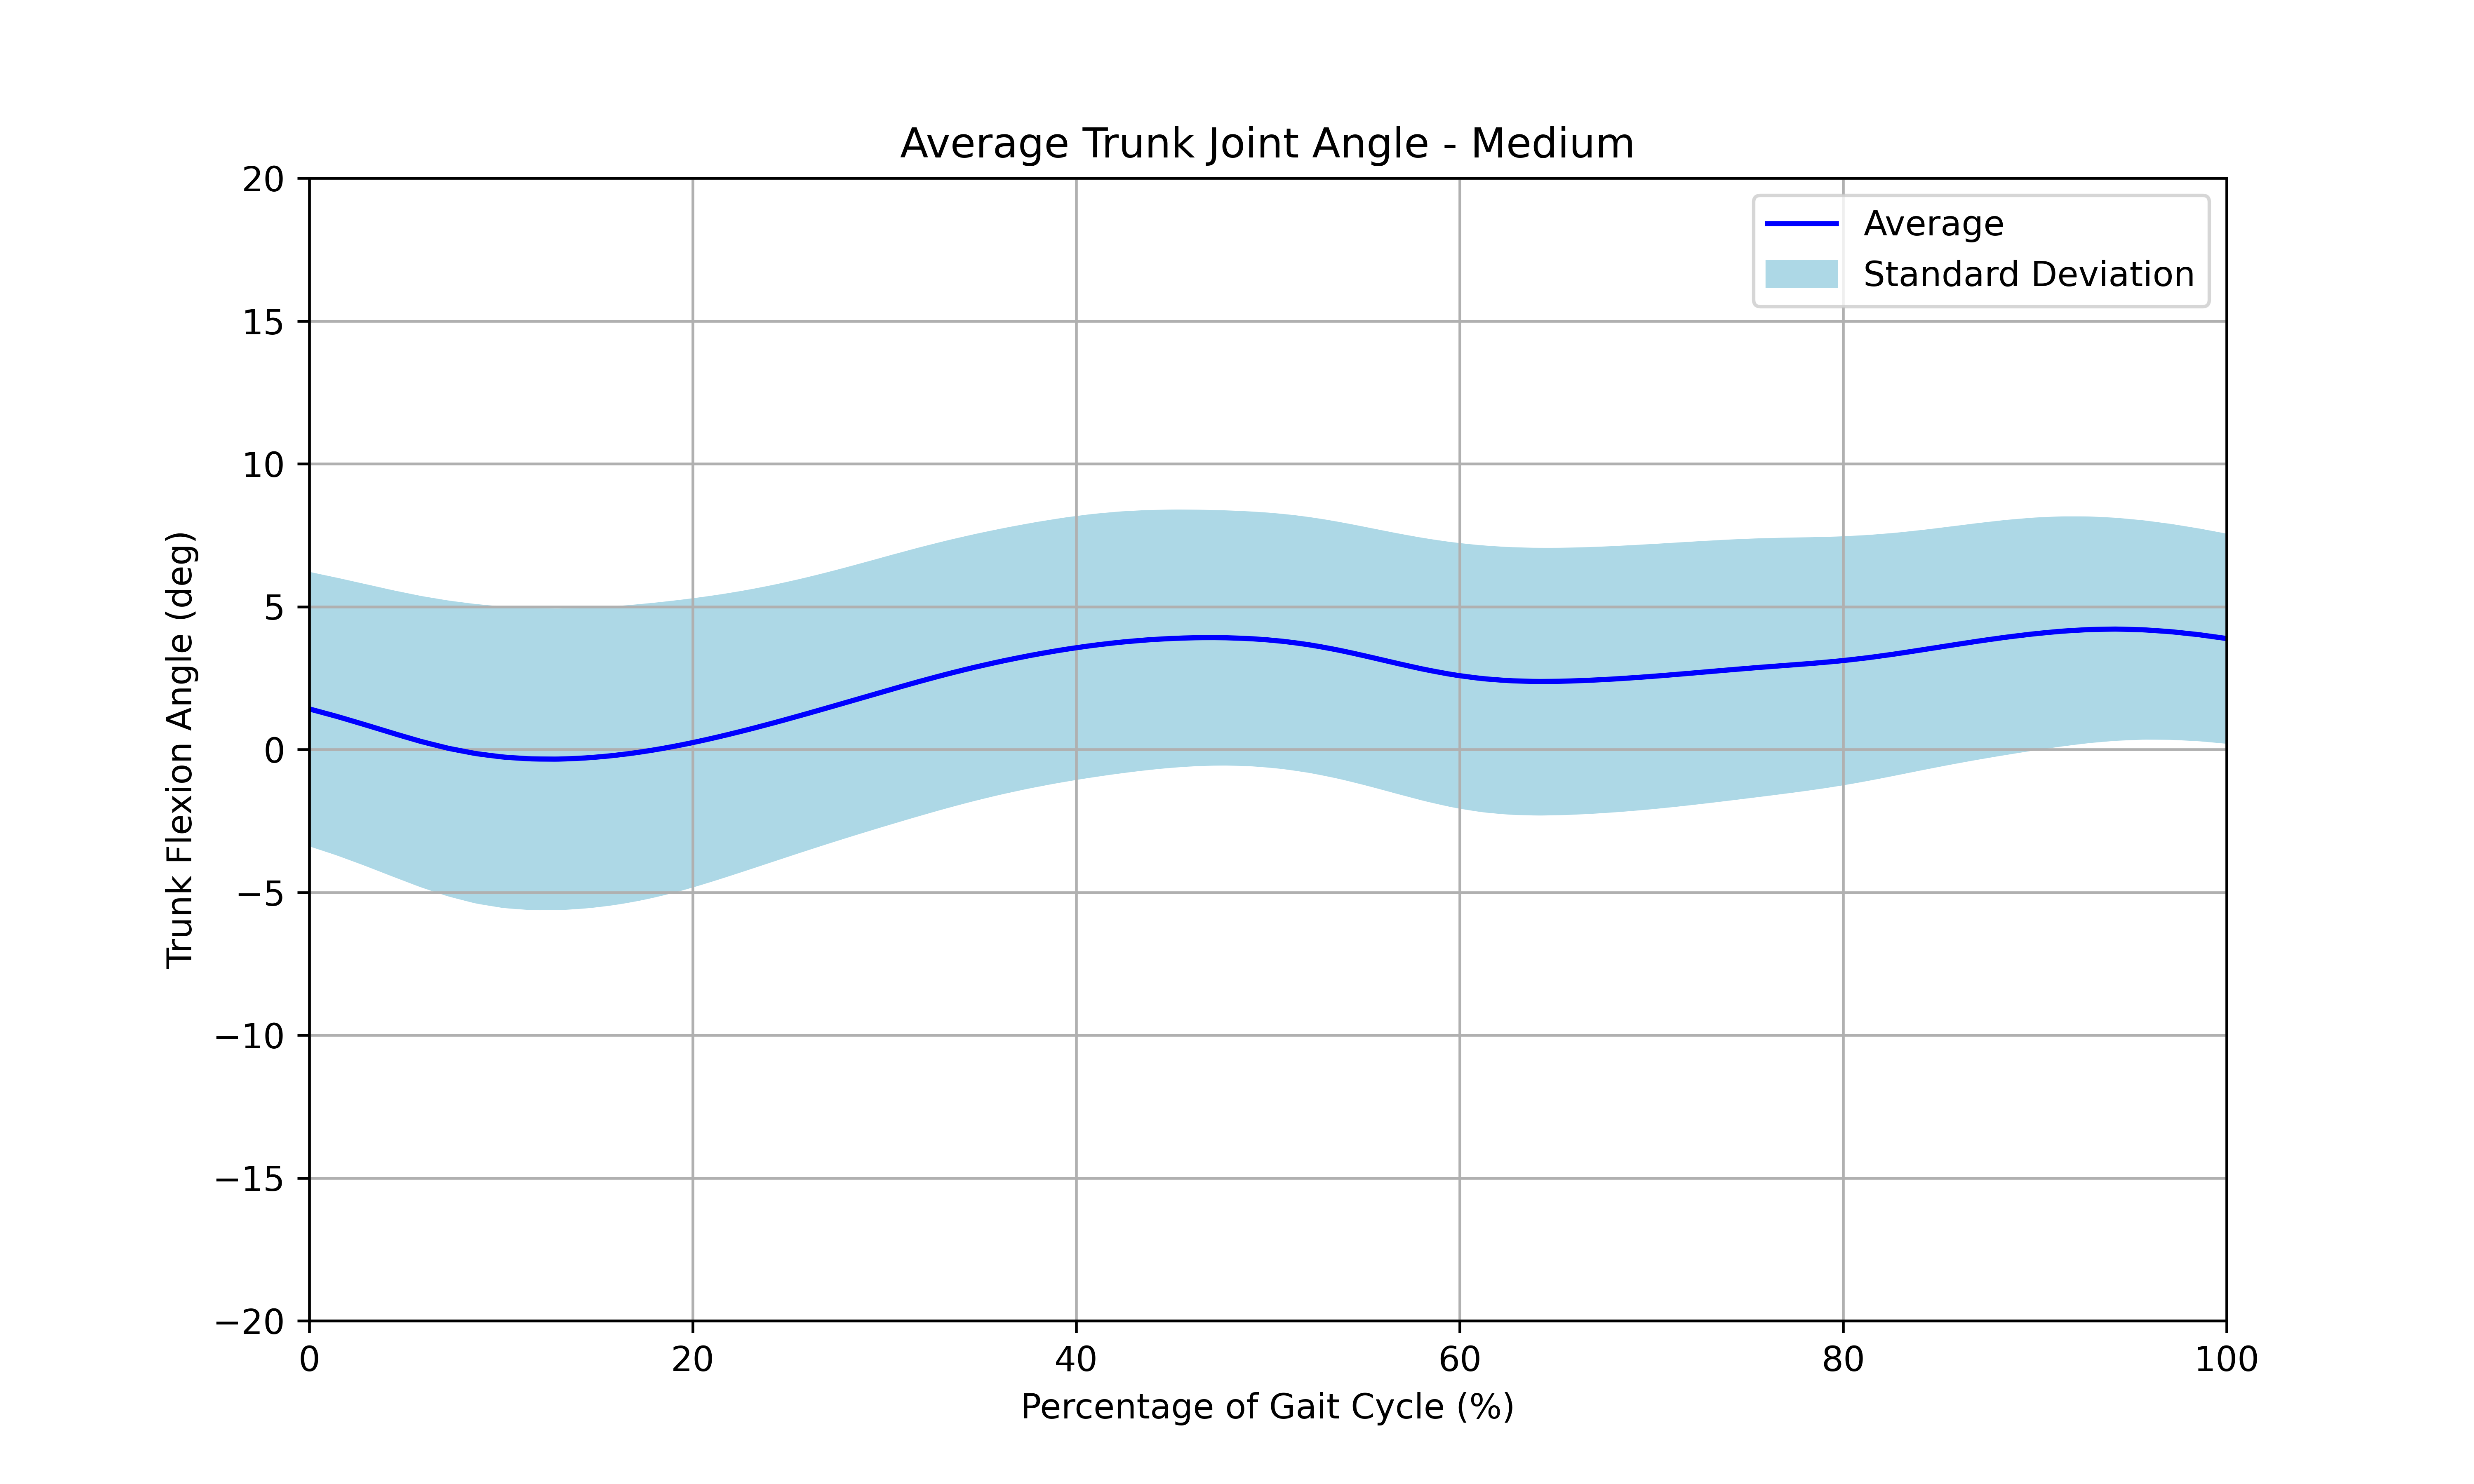 Average Trunk Joint Angle - Medium
Average
Standard Deviation
20
15
10
5
0
−5
−10
−15
−20
Trunk Flexion Angle (deg)
0 20 40 60 80 100
Percentage of Gait Cycle (%)